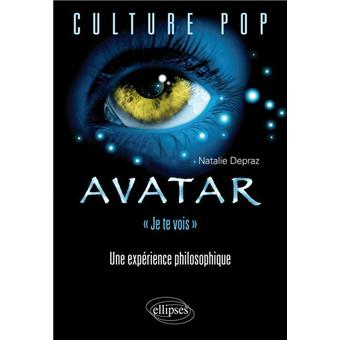 CULTURE POP
Natalie Depraz
AVATAR
« Je te vois »
Une expérience philosophique
ellipses